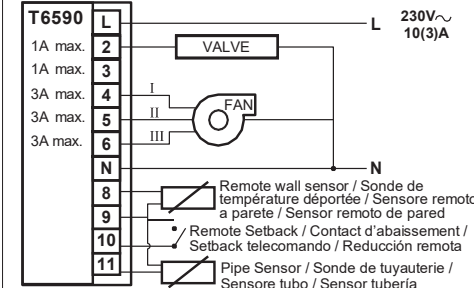 T6590
L
L
230V~
10(3)A
1A max.
2
VALVE
1A max.
3
3A max.
4
I
FAN
3A max.
5
II
3A max.
6
III
N
N
8
Remote wall sensor / Sonde de
température déportée / Sensore remoto
a parete / Sensor remoto de pared
9
Remote Setback / Contact d'abaissement /
10
Setback telecomando / Reducción remota
11
Pipe Sensor / Sonde de tuyauterie /
Sensore tubo / Sensor tubería